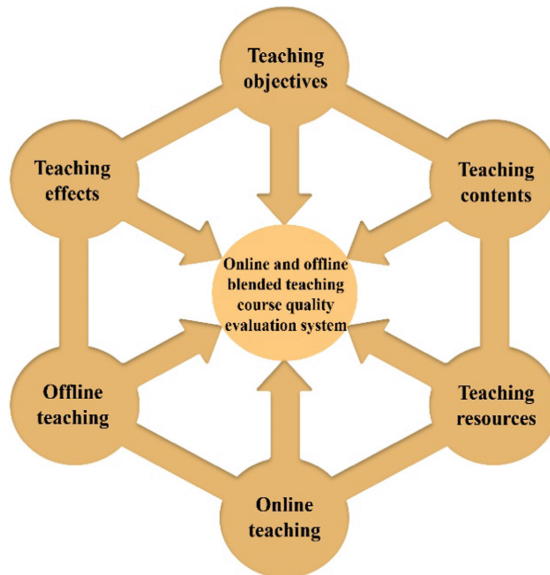 Teaching
objectives
Teaching
effects
Teaching
contents
Online and offline
blended teaching
course quality
evaluation system
Offline
teaching
Teaching
resources
Online
teaching